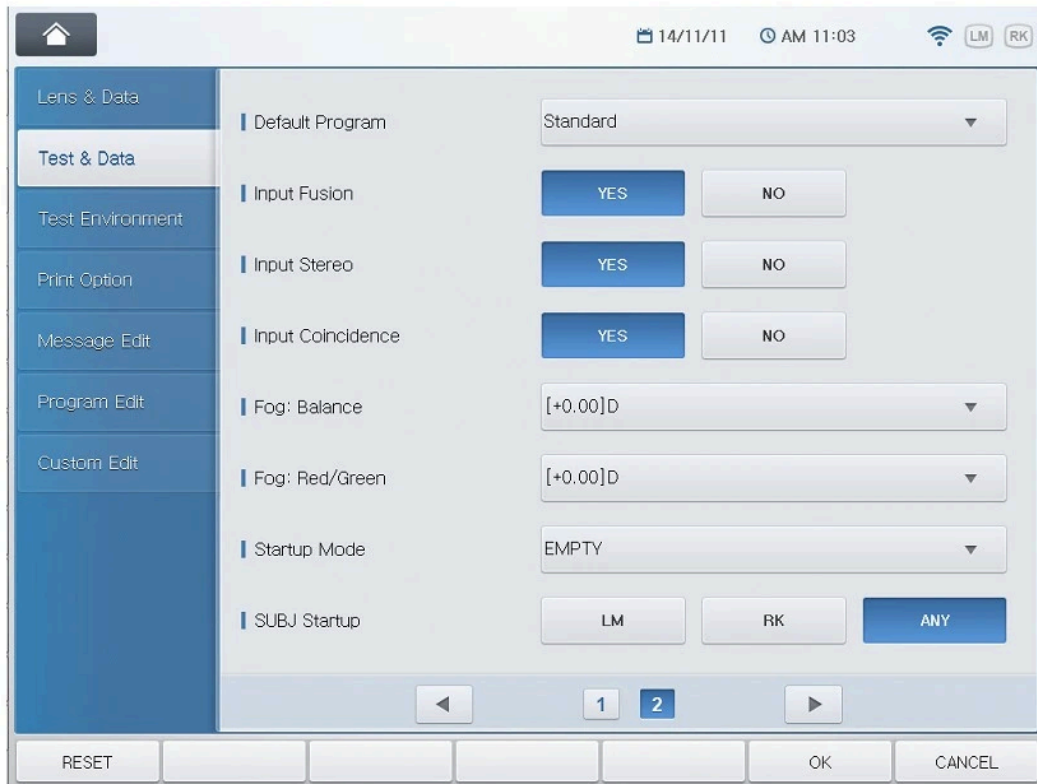 14/11/11 AM 11:03 LM RK
Lens & Data
Test & Data
Test Environment
Print Option
Message Edit
Program Edit
Custom Edit
Default Program Standard
Input Fusion YES NO
Input Stereo YES NO
Input Coincidence YES NO
Fog: Balance [+0.00]D
Fog: Red/Green [+0.00]D
Startup Mode EMPTY
SUBJ Startup LM RK ANY
1 2
RESET OK CANCEL